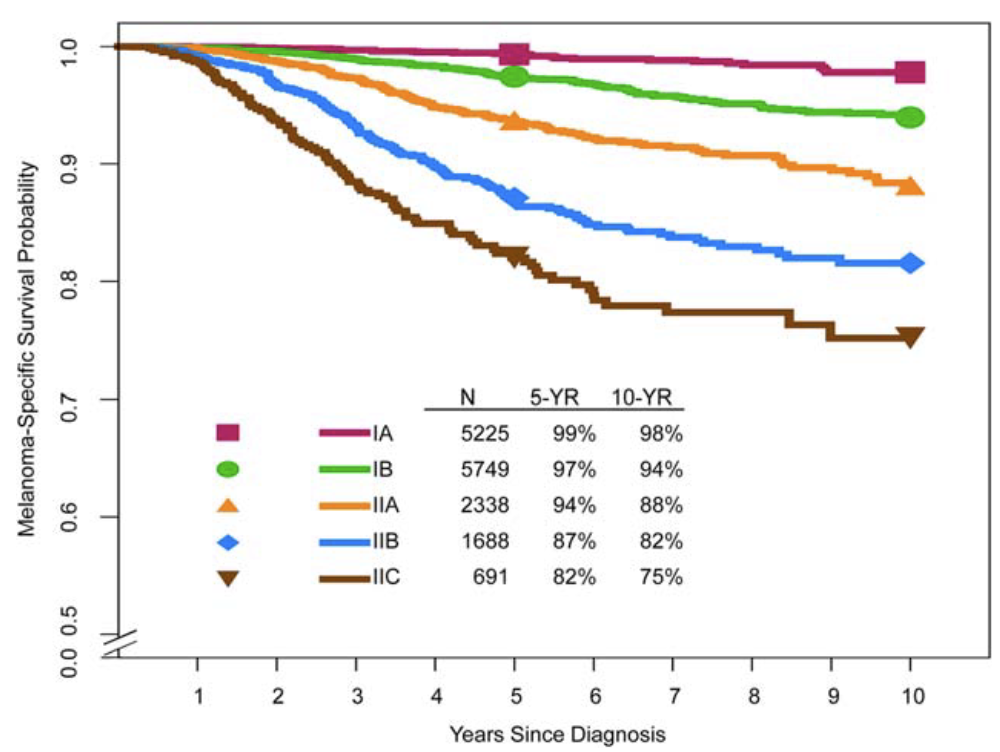 Melanoma-Specific Survival Probability
1.0
0.9
0.8
0.7
0.6
0.5
0.0
N 5-YR 10-YR
IA 5225 99% 98%
IB 5749 97% 94%
IIA 2338 94% 88%
IIB 1688 87% 82%
IIC 691 82% 75%
1 2 3 4 5 6 7 8 9 10
Years Since Diagnosis